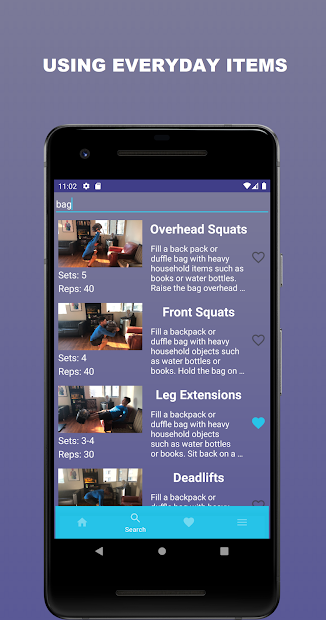 USING EVERYDAY ITEMS
11:02
bag
Overhead Squats
Fill a back pack or
duffle bag with heavy
household items such as
books or water bottles.
Raise the bag overhead ...
Sets: 5
Reps: 40
Front Squats
Fill a backpack or
duffle bag with heavy
household objects such
as water bottles or
books. Hold the bag on ...
Sets: 4
Reps: 40
Leg Extensions
Fill a backpack or
duffle bag with heavy
household objects
such as water bottles
or books. Sit back on a ...
Sets: 3-4
Reps: 30
Deadlifts
Fill a backpack or
duffle bag with heavy
Search